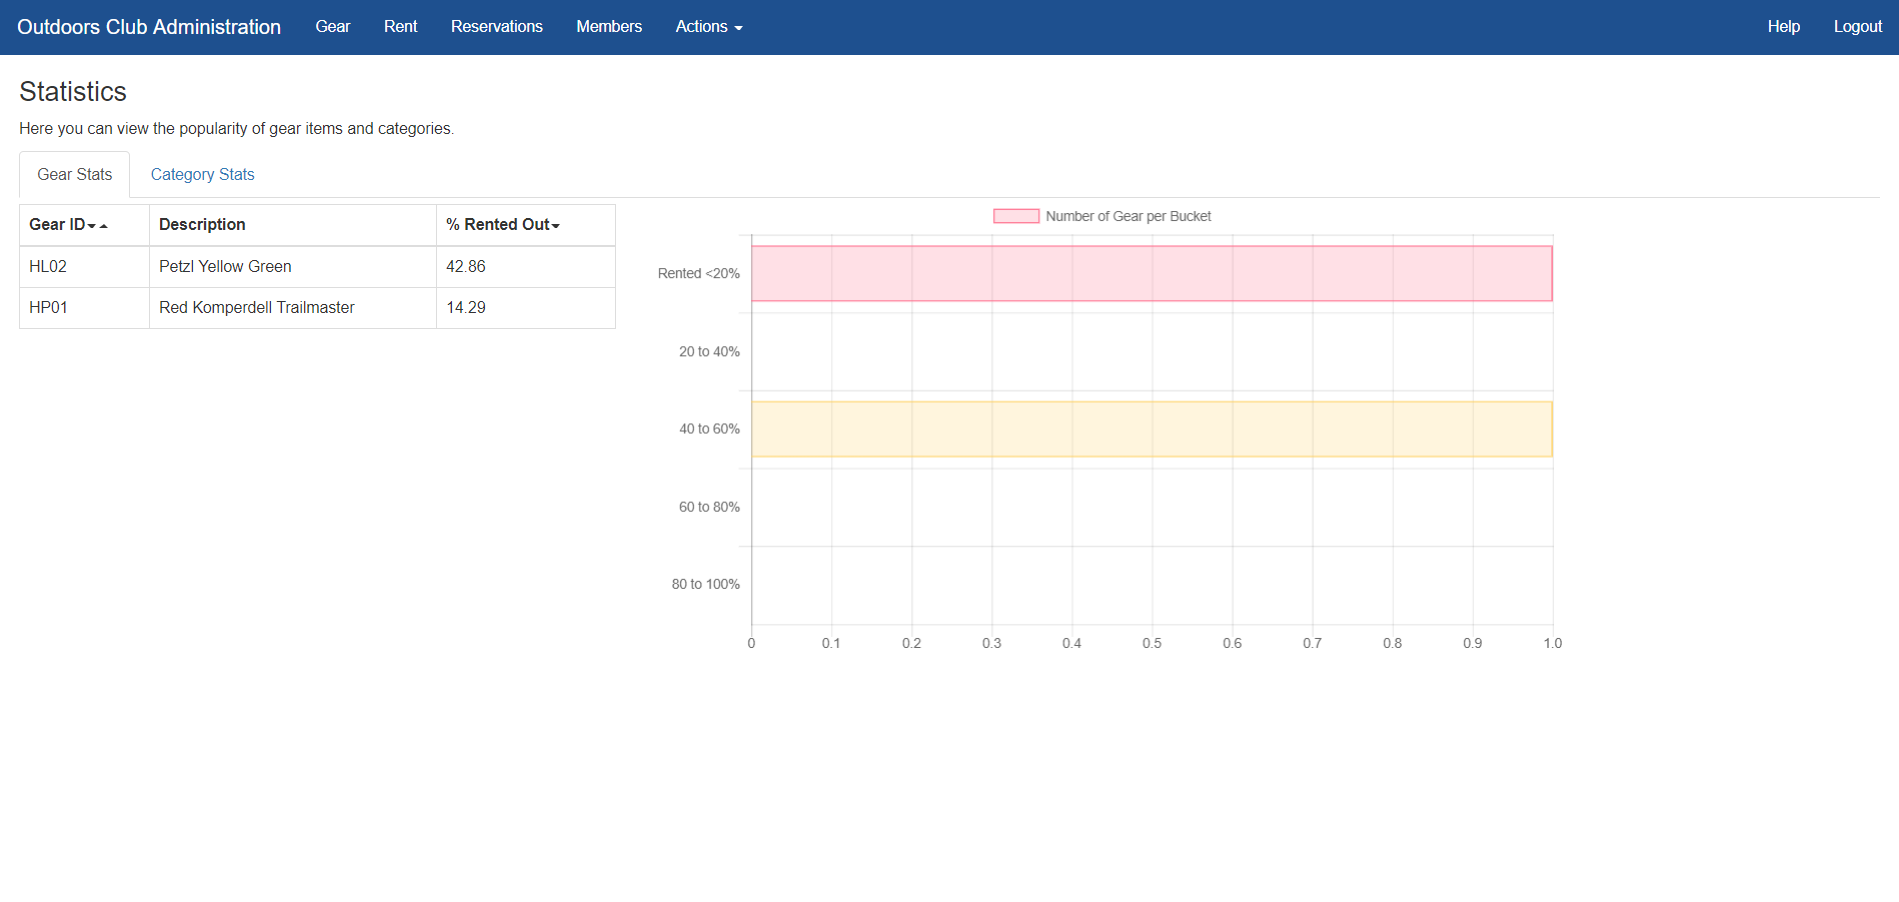 Outdoors Club Administration Gear Rent Reservations Members Actions Help Logout
Statistics
Here you can view the popularity of gear items and categories.
Gear Stats Category Stats
Gear ID Description % Rented Out
HL02 Petzl Yellow Green 42.86
HP01 Red Komperdell Trailmaster 14.29
Number of Gear per Bucket
Rented <20%
20 to 40%
40 to 60%
60 to 80%
80 to 100%
0 0.1 0.2 0.3 0.4 0.5 0.6 0.7 0.8 0.9 1.0